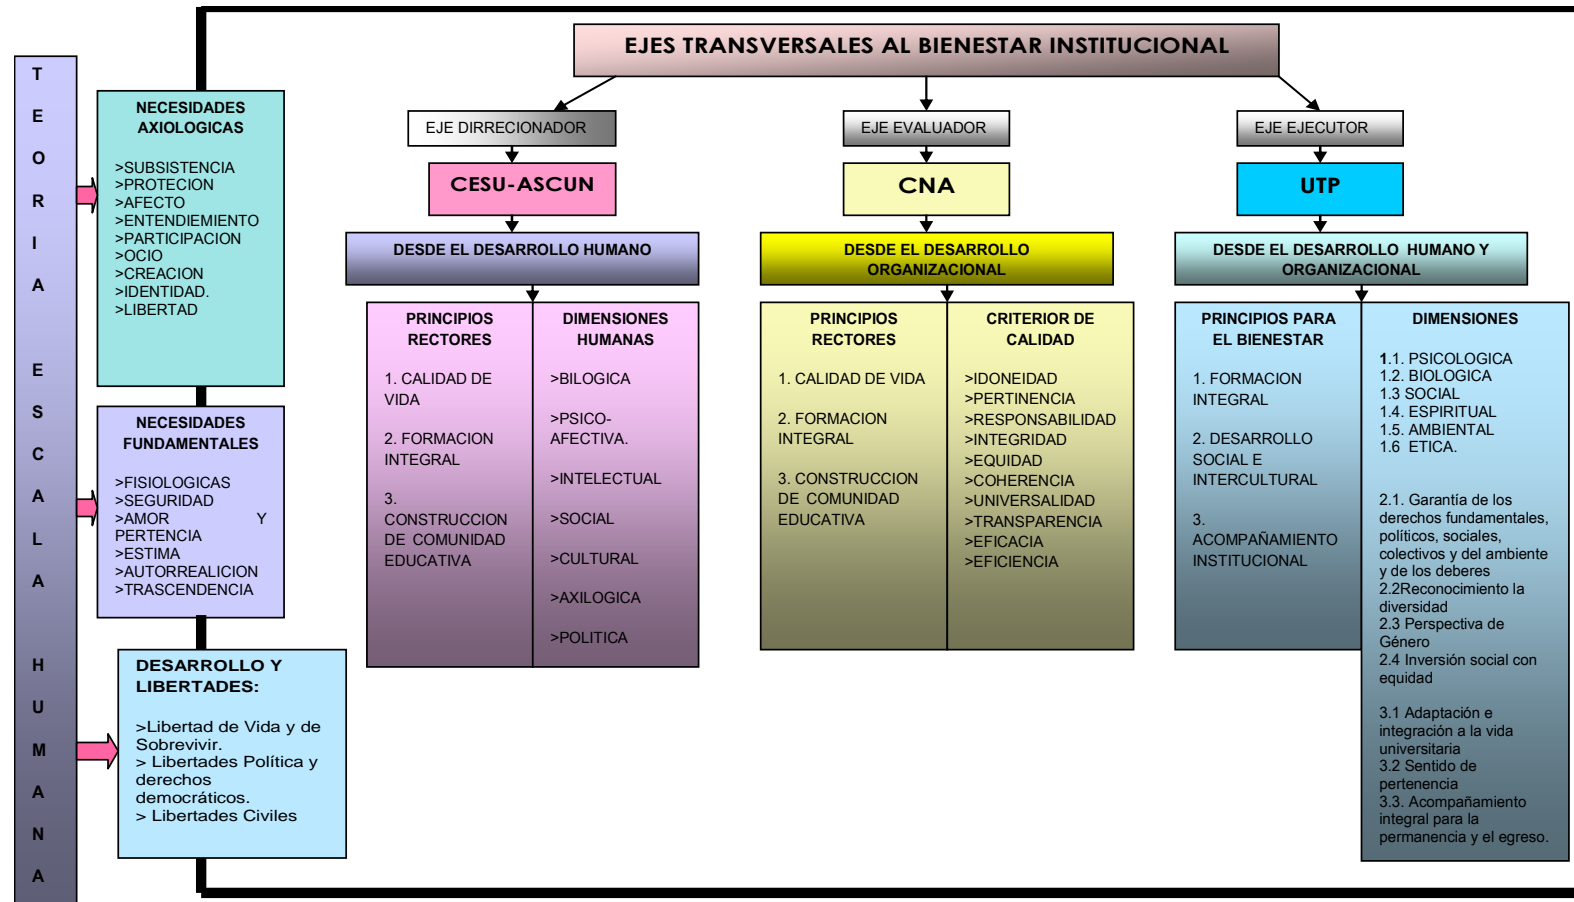 TEORIA ESCALA HUMANA
NECESIDADES
AXIOLOGICAS
>SUBSISTENCIA
>PROTECION
>AFECTO
>ENTENDIEMIENTO
>PARTICIPACION
>OCIO
>CREACION
>IDENTIDAD.
>LIBERTAD
NECESIDADES
FUNDAMENTALES
>FISIOLOGICAS
>SEGURIDAD
>AMOR Y
PERTENCIA
>ESTIMA
>AUTORREALICION
>TRASCENDENCIA
DESARROLLO Y
LIBERTADES:
>Libertad de Vida y de
Sobrevivir.
> Libertades Política y
derechos
democráticos.
> Libertades Civiles
EJES TRANSVERSALES AL BIENESTAR INSTITUCIONAL
EJE DIRRECIONADOR
CESU-ASCUN
DESDE EL DESARROLLO HUMANO
PRINCIPIOS
RECTORES
1. CALIDAD DE
VIDA
2. FORMACION
INTEGRAL
3.
CONSTRUCCION
DE COMUNIDAD
EDUCATIVA
DIMENSIONES
HUMANAS
>BILOGICA
>PSICO-
AFECTIVA.
>INTELECTUAL
>SOCIAL
>CULTURAL
>AXILOGICA
>POLITICA
EJE EVALUADOR
CNA
DESDE EL DESARROLLO
ORGANIZACIONAL
PRINCIPIOS
RECTORES
1. CALIDAD DE VIDA
2. FORMACION
INTEGRAL
3. CONSTRUCCION
DE COMUNIDAD
EDUCATIVA
CRITERIOR DE
CALIDAD
>IDONEIDAD
>PERTINENCIA
>RESPONSABILIDAD
>INTEGRIDAD
>EQUIDAD
>COHERENCIA
>UNIVERSALIDAD
>TRANSPARENCIA
>EFICACIA
>EFICIENCIA
EJE EJECUTOR
UTP
DESDE EL DESARROLLO HUMANO Y
ORGANIZACIONAL
PRINCIPIOS PARA
EL BIENESTAR
1. FORMACION
INTEGRAL
2. DESARROLLO
SOCIAL E
INTERCULTURAL
3.
ACOMPAÑAMIENTO
INSTITUCIONAL
DIMENSIONES
1.1. PSICOLOGICA
1.2. BIOLOGICA
1.3 SOCIAL
1.4. ESPIRITUAL
1.5. AMBIENTAL
1.6 ETICA.
2.1. Garantía de los
derechos fundamentales,
políticos, sociales,
colectivos y del ambiente
y de los deberes
2.2Reconocimiento la
diversidad
2.3 Perspectiva de
Género
2.4 Inversión social con
equidad
3.1 Adaptación e
integración a la vida
universitaria
3.2 Sentido de
pertenencia
3.3. Acompañamiento
integral para la
permanencia y el egreso.